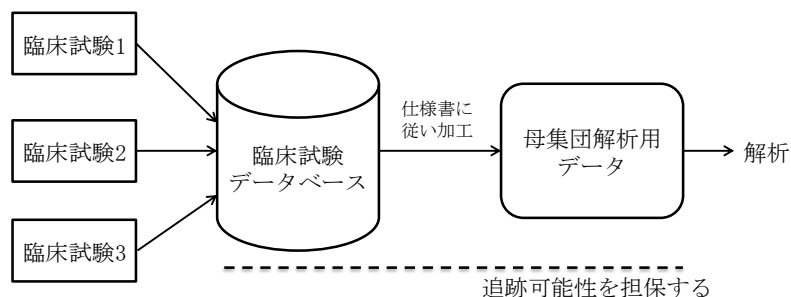 臨床試験1
臨床試験2
臨床試験3
臨床試験
データベース
仕様書に
従い加工
母集団解析用
データ
解析
追跡可能性を担保する